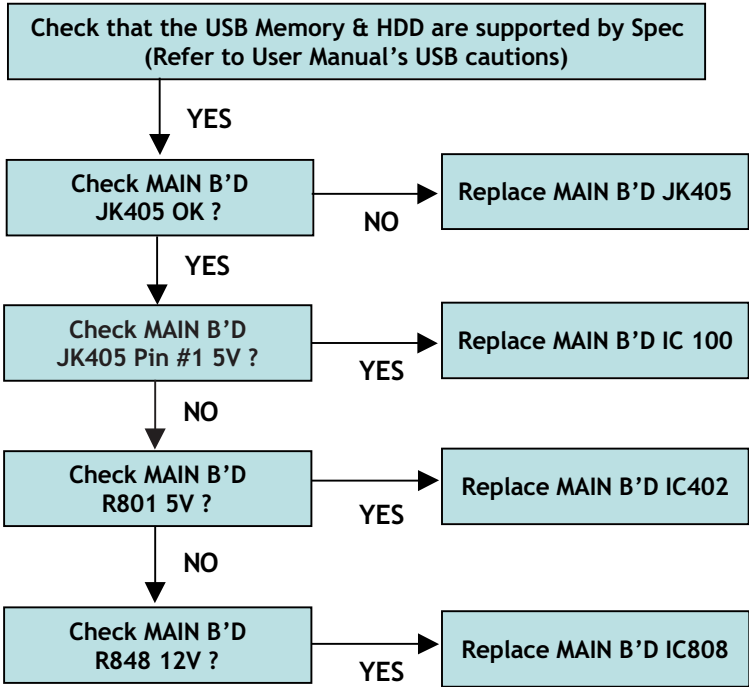 Check that the USB Memory & HDD are supported by Spec
(Refer to User Manual’s USB cautions)
YES
Check MAIN B’D
JK405 OK ?
NO
Replace MAIN B’D JK405
YES
Check MAIN B’D
JK405 Pin #1 5V ?
YES
Replace MAIN B’D IC 100
NO
Check MAIN B’D
R801 5V ?
YES
Replace MAIN B’D IC402
NO
Check MAIN B’D
R848 12V ?
YES
Replace MAIN B’D IC808